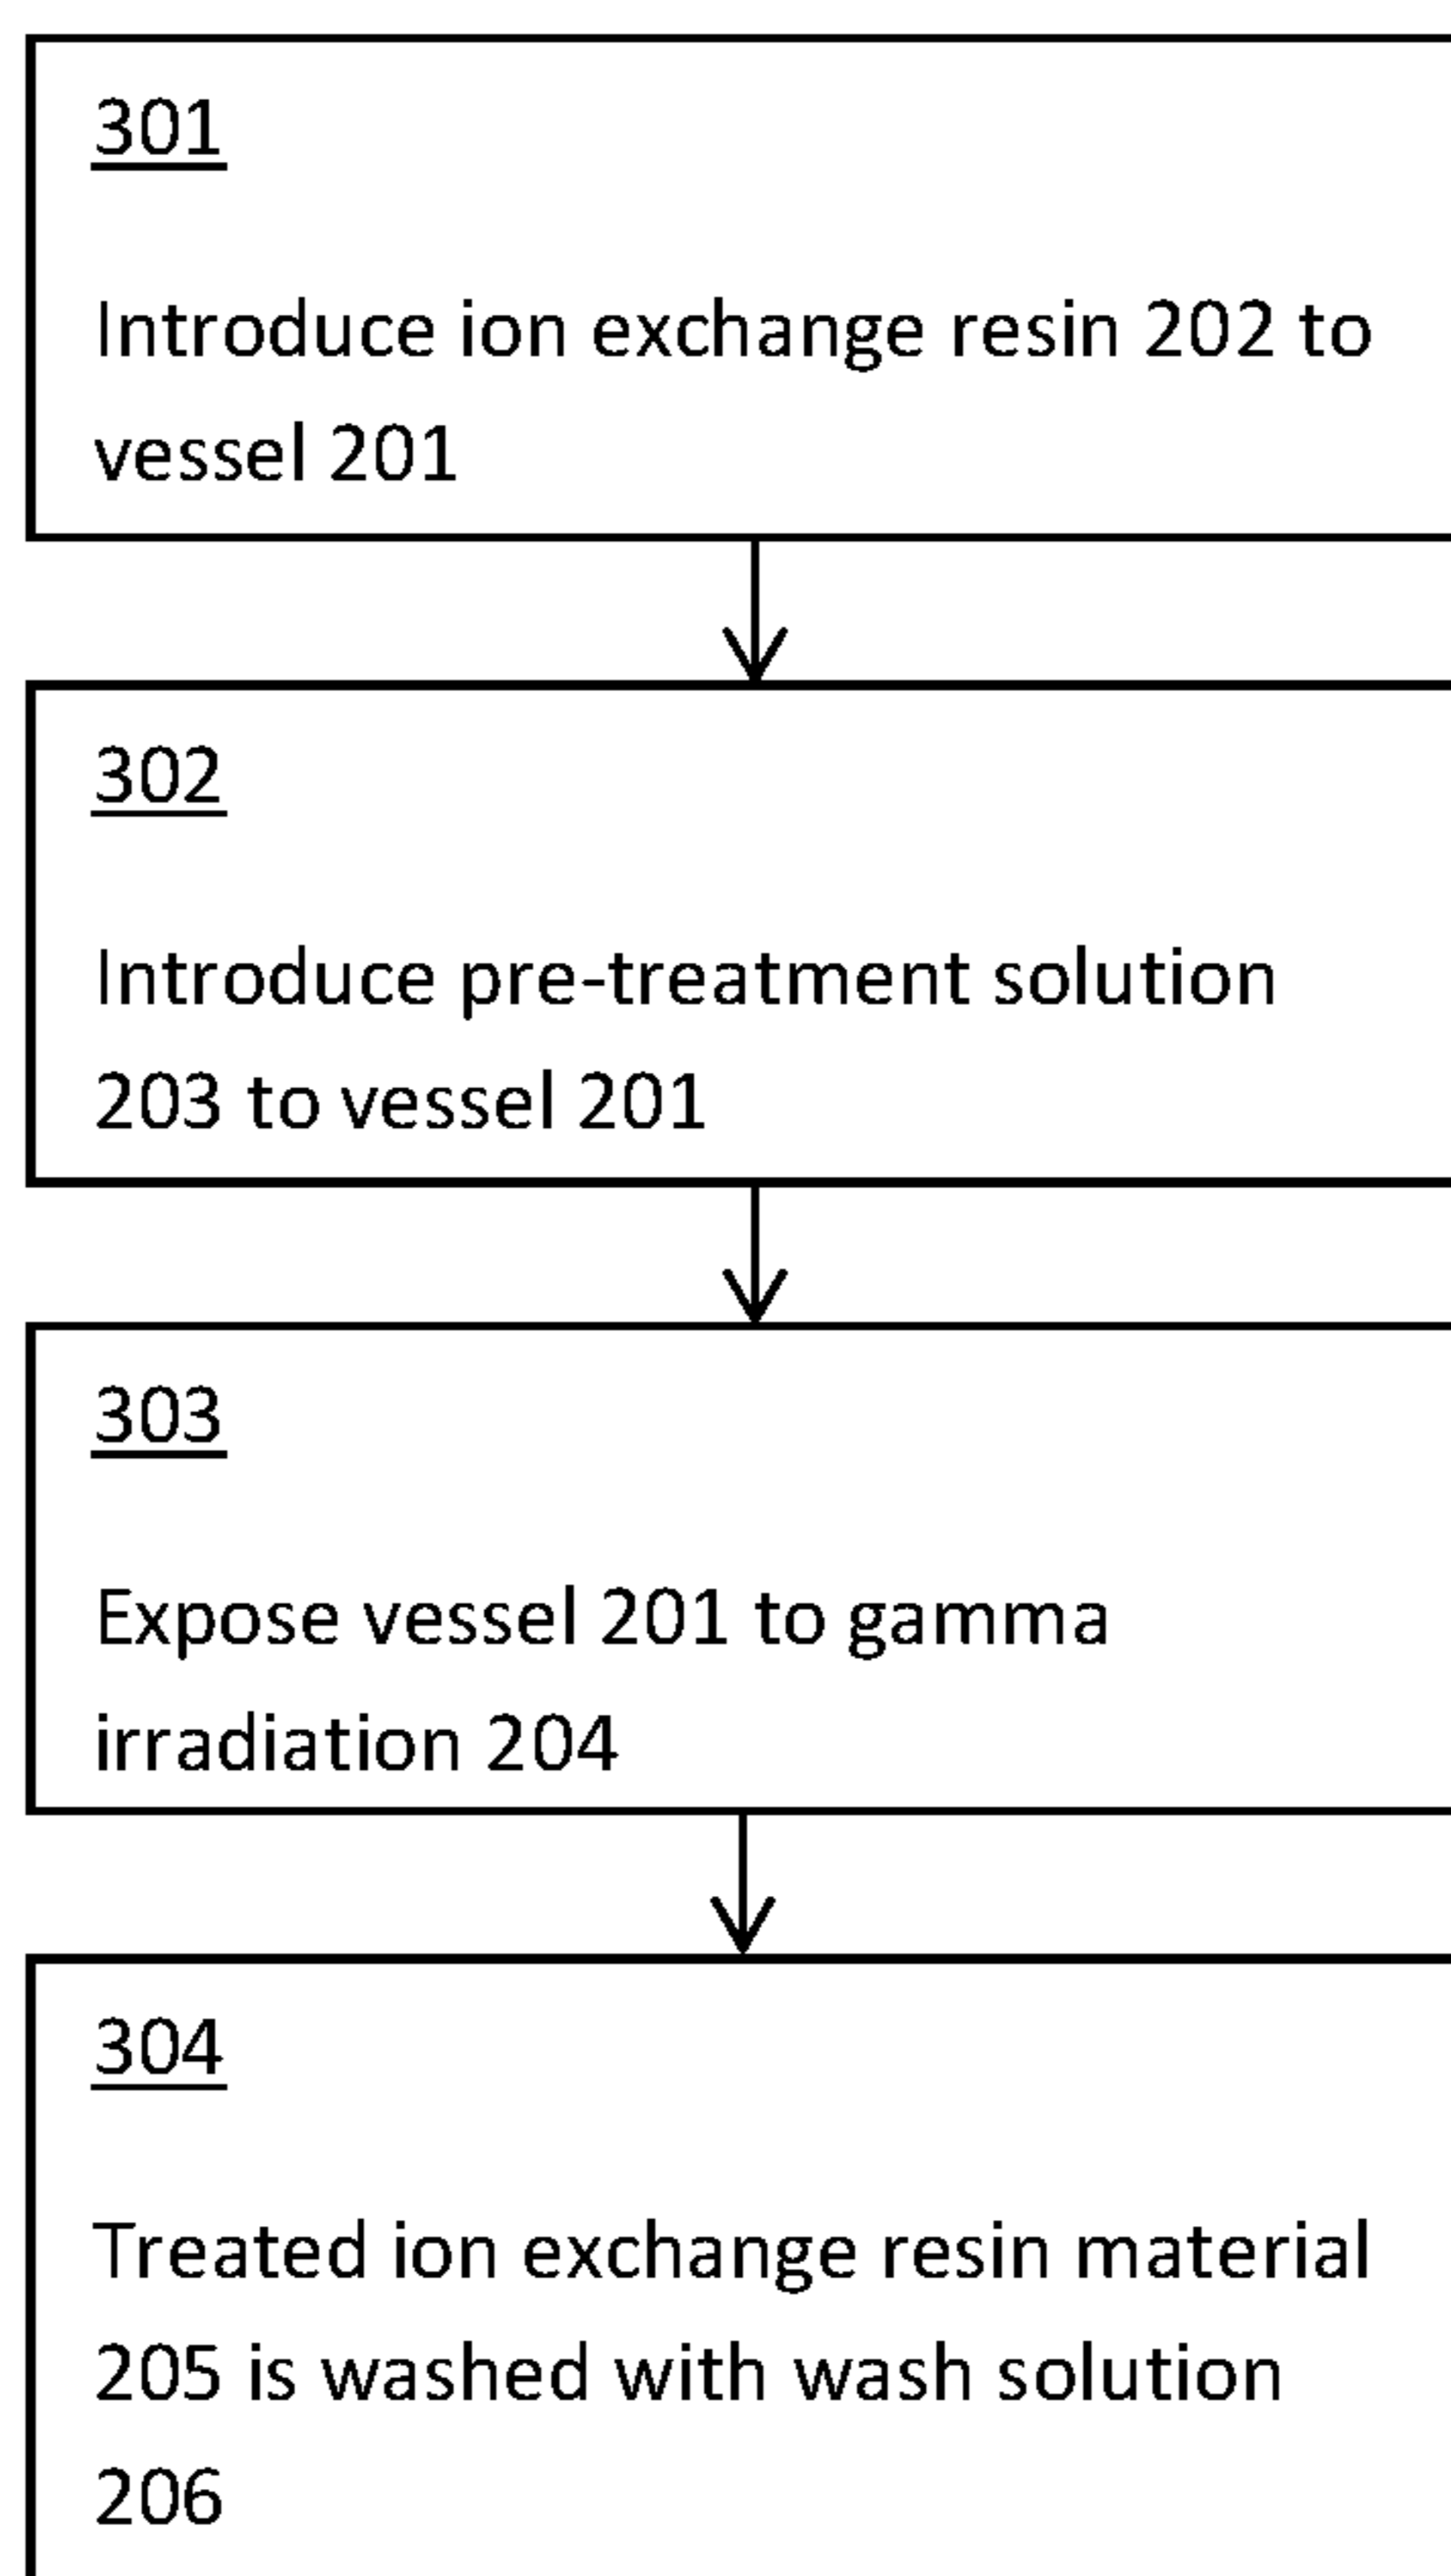 301
Introduce ion exchange resin 202 to
vessel 201
302
Introduce pre-treatment solution
203 to vessel 201
303
Expose vessel 201 to gamma
irradiation 204
304
Treated ion exchange resin material
205 is washed with wash solution
206